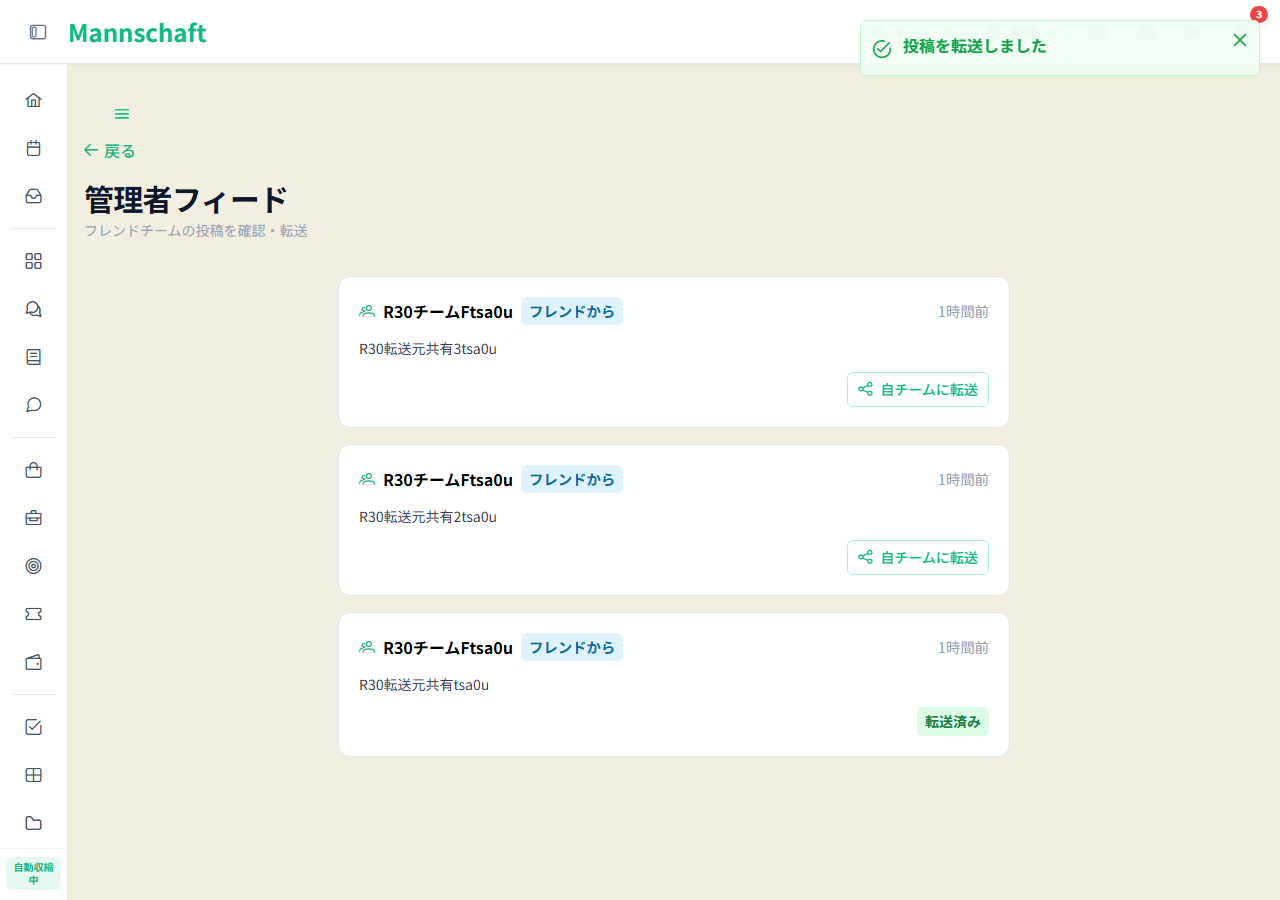 Mannschaft
3
投稿を転送しました
戻る
管理者フィード
フレンドチームの投稿を確認・転送
R30チームFtsa0u
フレンドから
1時間前
R30転送元共有3tsa0u
自チームに転送
R30チームFtsa0u
フレンドから
1時間前
R30転送元共有2tsa0u
自チームに転送
R30チームFtsa0u
フレンドから
1時間前
R30転送元共有tsa0u
転送済み
自動収縮
中